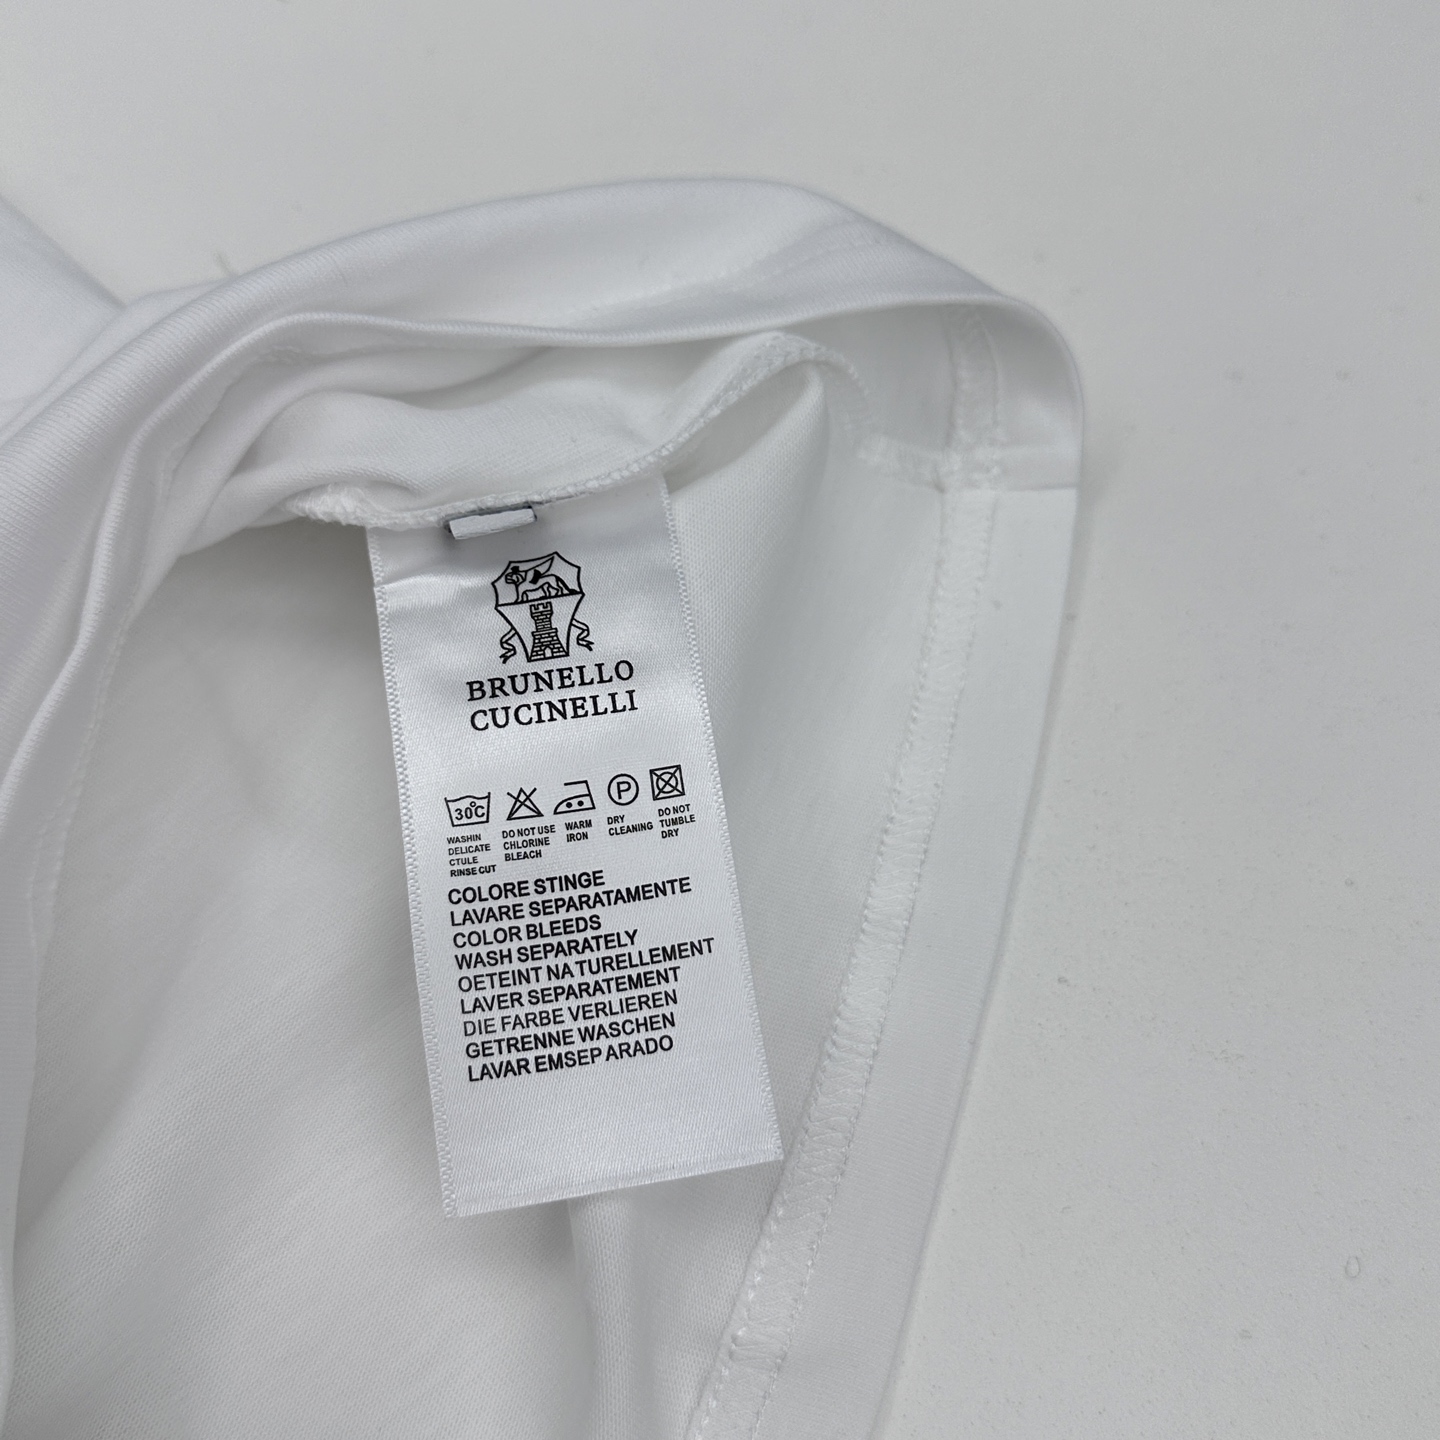 BRUNELLO
CUCINELLI
30°C
P
WASHIN
DELICATE
CTULE
RINSE CUT
DO NOT USE
CHLORINE
BLEACH
WARM
IRON
DRY
CLEANING
DO NOT
TUMBLE
DRY
COLORE STINGE
LAVARE SEPARATAMENTE
COLOR BLEEDS
WASH SEPARATELY
OETEINT NATURELLEMENT
LAVER SEPARATEMENT
DIE FARBE VERLIEREN
GETRENNE WASCHEN
LAVAR EMSEP ARADO